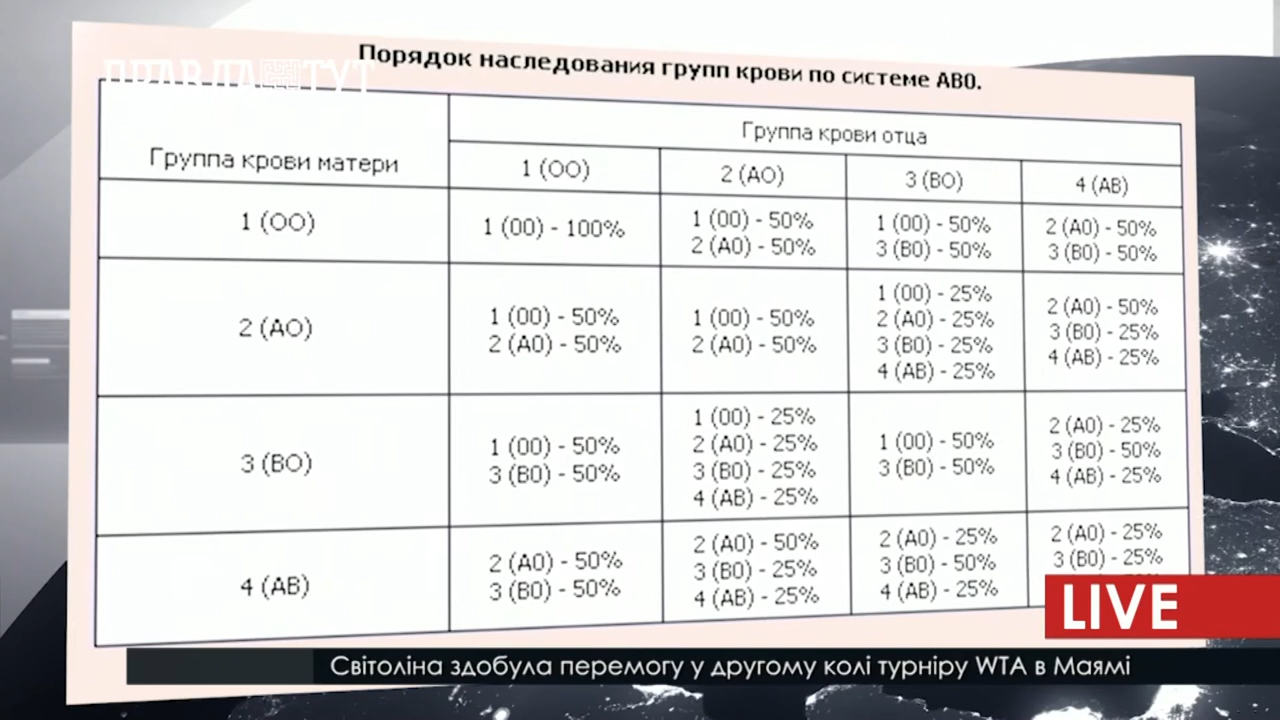 ПРАВДА ТУТ
Порядок наследования групп крови по системе АВ0.
Группа крови матери
Группа крови отца
1 (ОО)
2 (АО)
3 (ВО)
4 (АВ)
1 (ОО)
1 (00) - 100%
1 (00) - 50%
2 (А0) - 50%
1 (00) - 50%
3 (В0) - 50%
2 (А0) - 50%
3 (В0) - 50%
2 (АО)
1 (00) - 50%
2 (А0) - 50%
1 (00) - 50%
2 (А0) - 50%
1 (00) - 25%
2 (А0) - 25%
3 (В0) - 25%
4 (АВ) - 25%
2 (А0) - 50%
3 (В0) - 25%
4 (АВ) - 25%
3 (ВО)
1 (00) - 50%
3 (В0) - 50%
1 (00) - 25%
2 (А0) - 25%
3 (В0) - 25%
4 (АВ) - 25%
1 (00) - 50%
3 (В0) - 50%
2 (А0) - 25%
3 (В0) - 50%
4 (АВ) - 25%
4 (АВ)
2 (А0) - 50%
3 (В0) - 50%
2 (А0) - 50%
3 (В0) - 25%
4 (АВ) - 25%
2 (А0) - 25%
3 (В0) - 50%
4 (АВ) - 25%
2 (А0) - 25%
3 (В0) - 25%
LIVE
Світоліна здобула перемогу у другому колі турніру WTA в Маямі